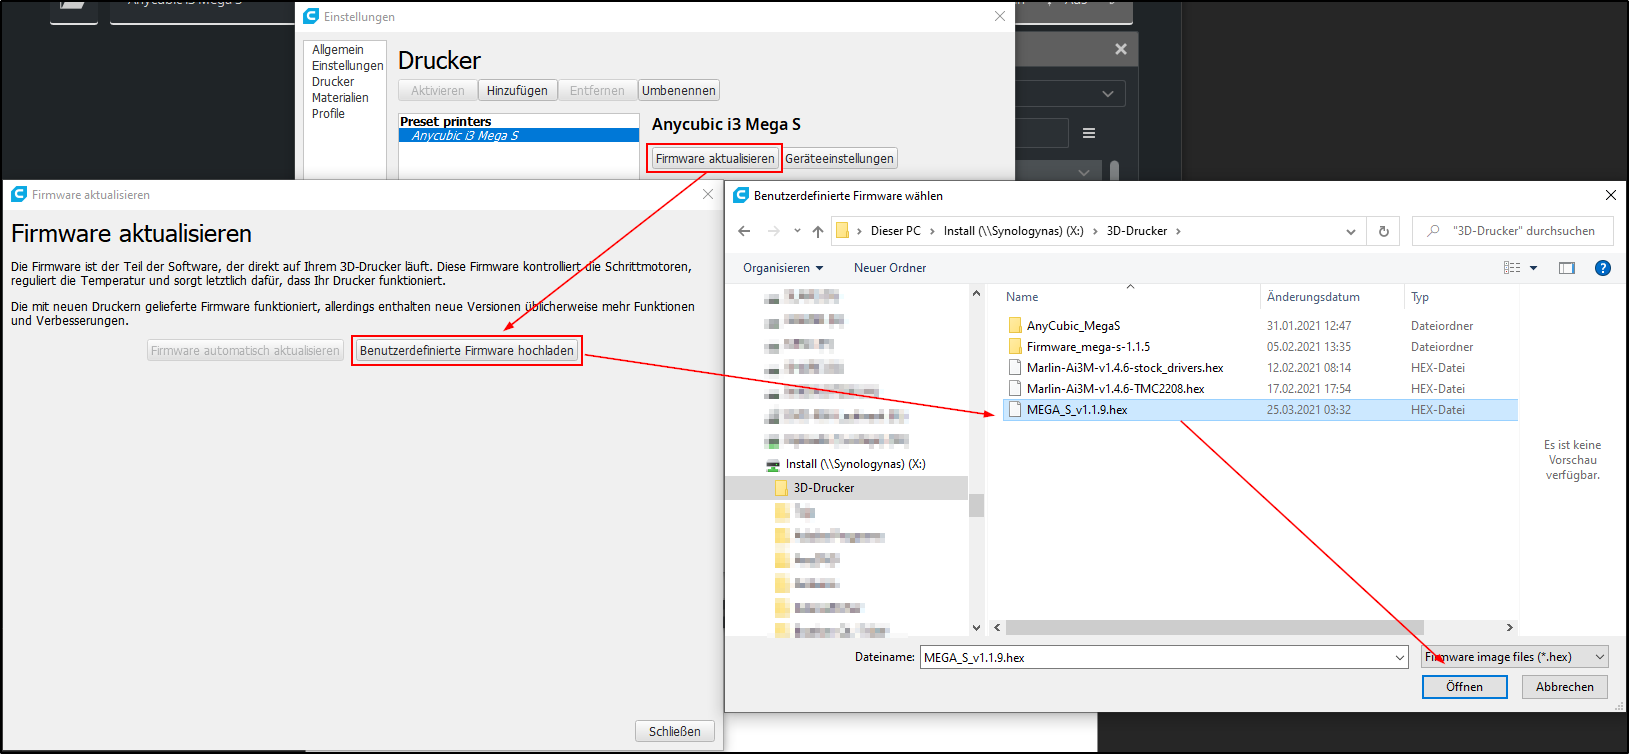 Einstellungen
Allgemein
Einstellungen
Drucker
Materialien
Profile
Drucker
Aktivieren
Hinzufügen
Entfernen
Umbenennen
Preset printers
Anycubic i3 Mega S
Anycubic i3 Mega S
Firmware aktualisieren
Geräteeinstellungen
Firmware aktualisieren
Firmware aktualisieren
Die Firmware ist der Teil der Software, der direkt auf Ihrem 3D-Drucker läuft. Diese Firmware kontrolliert die Schrittmotoren,
reguliert die Temperatur und sorgt letztlich dafür, dass Ihr Drucker funktioniert.
Die mit neuen Druckern gelieferte Firmware funktioniert, allerdings enthalten neue Versionen üblicherweise mehr Funktionen
und Verbesserungen.
Firmware automatisch aktualisieren
Benutzerdefinierte Firmware hochladen
Schließen
Benutzerdefinierte Firmware wählen
Dieser PC > Install (\\Synologynas) (X:) > 3D-Drucker >
"3D-Drucker" durchsuchen
Organisieren
Neuer Ordner
Install (\\Synologynas) (X:)
3D-Drucker
Name Änderungsdatum Typ
AnyCubic_MegaS 31.01.2021 12:47 Dateiordner
Firmware_mega-s-1.1.5 05.02.2021 13:35 Dateiordner
Marlin-Ai3M-v1.4.6-stock_drivers.hex 12.02.2021 08:14 HEX-Datei
Marlin-Ai3M-v1.4.6-TMC2208.hex 17.02.2021 17:54 HEX-Datei
MEGA_S_v1.1.9.hex 25.03.2021 03:32 HEX-Datei
Es ist keine
Vorschau
verfügbar.
Dateiname: MEGA_S_v1.1.9.hex
Firmware image files (*.hex)
Öffnen
Abbrechen